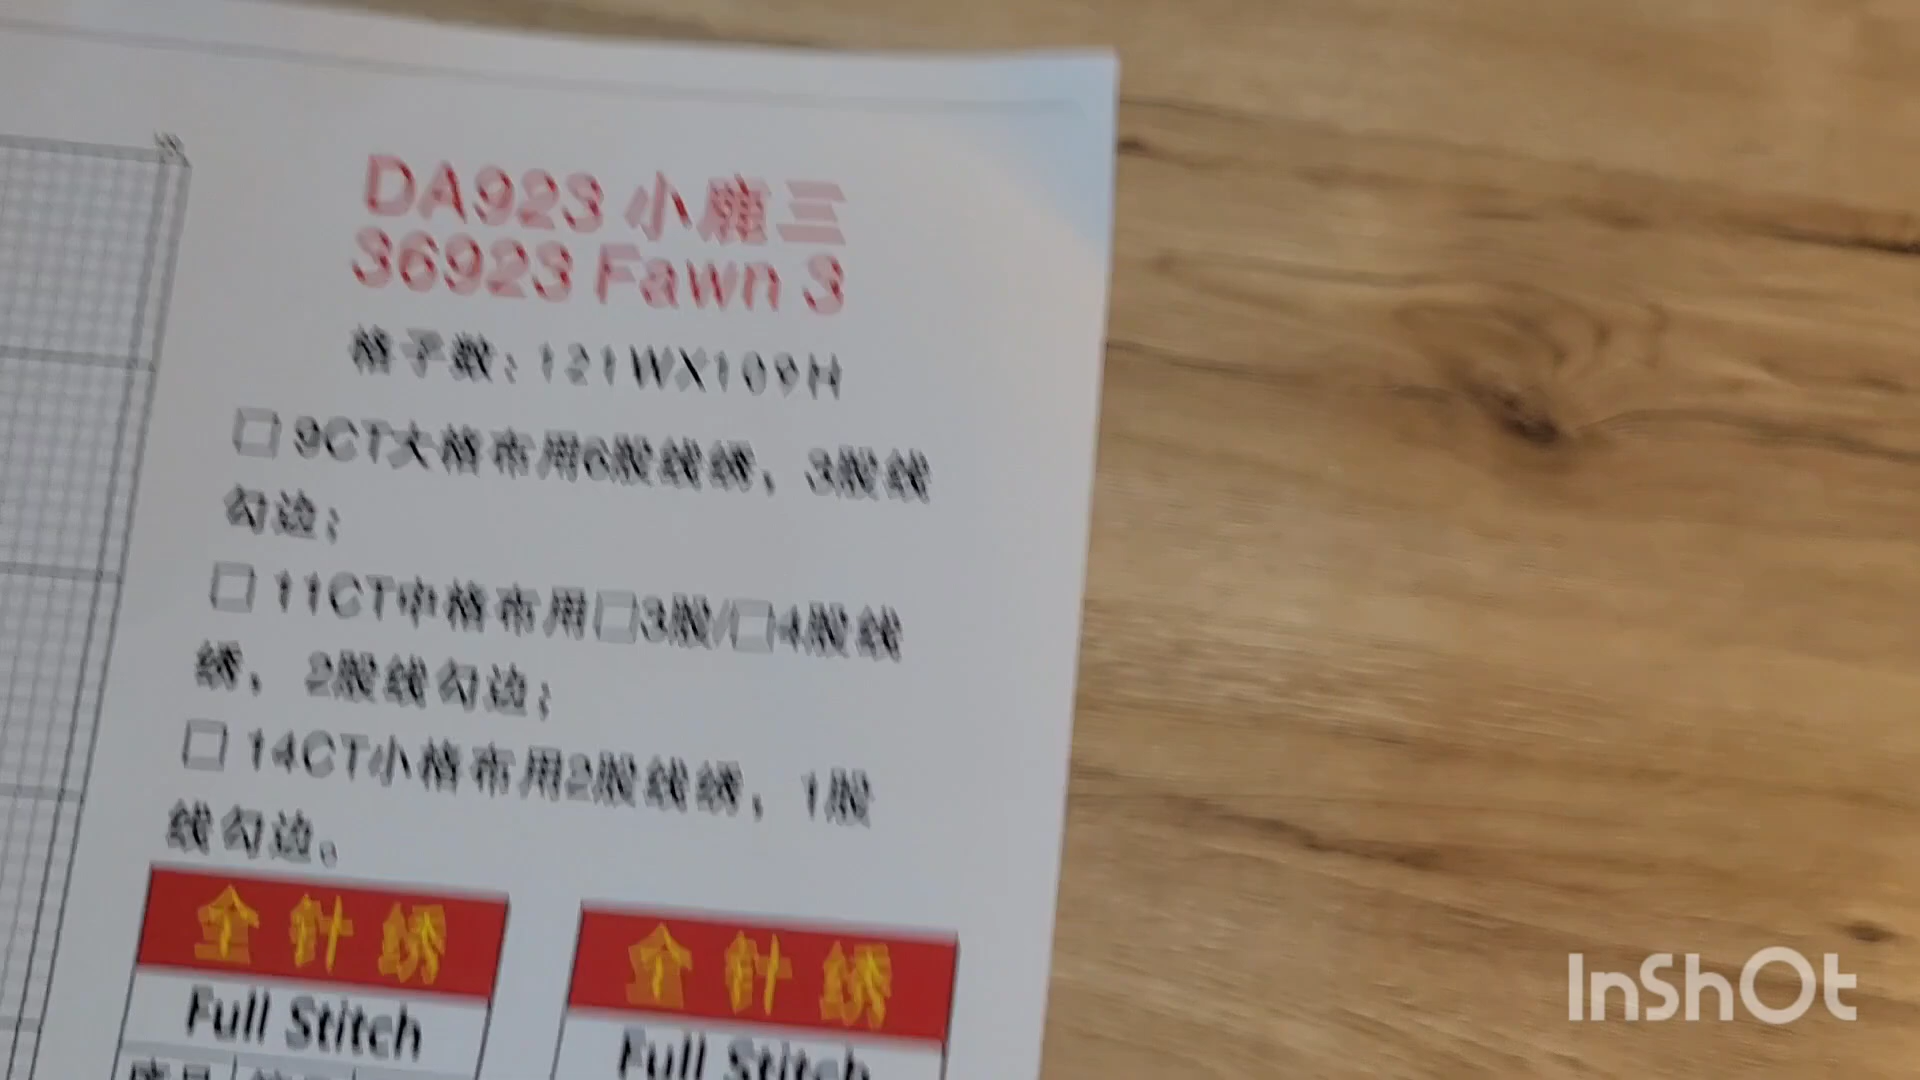 DA923 小鹿三
36923 Fawn 3
格子数：121WX109H
□ 9CT大格布用6股线绣，3股线
勾边；
□ 11CT中格布用□3股/□4股线
绣，2股线勾边；
□ 14CT小格布用2股线绣，1股
线勾边。
全针绣
Full Stitch
全针绣
Full Stitch
InShOt